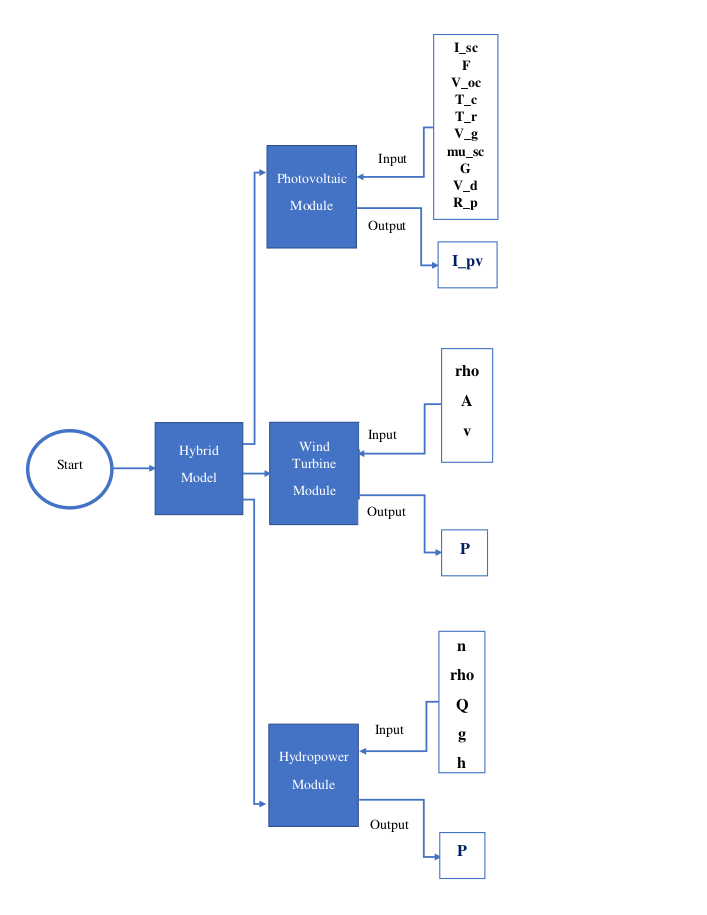 I_sc
F
V_oc
T_c
T_r
V_g
mu_sc
G
V_d
R_p
Input
Photovoltaic
Module
Output
I_pv
rho
A
v
Input
Wind
Turbine
Module
Output
P
Start
Hybrid
Model
n
rho
Q
g
h
Input
Hydropower
Module
Output
P